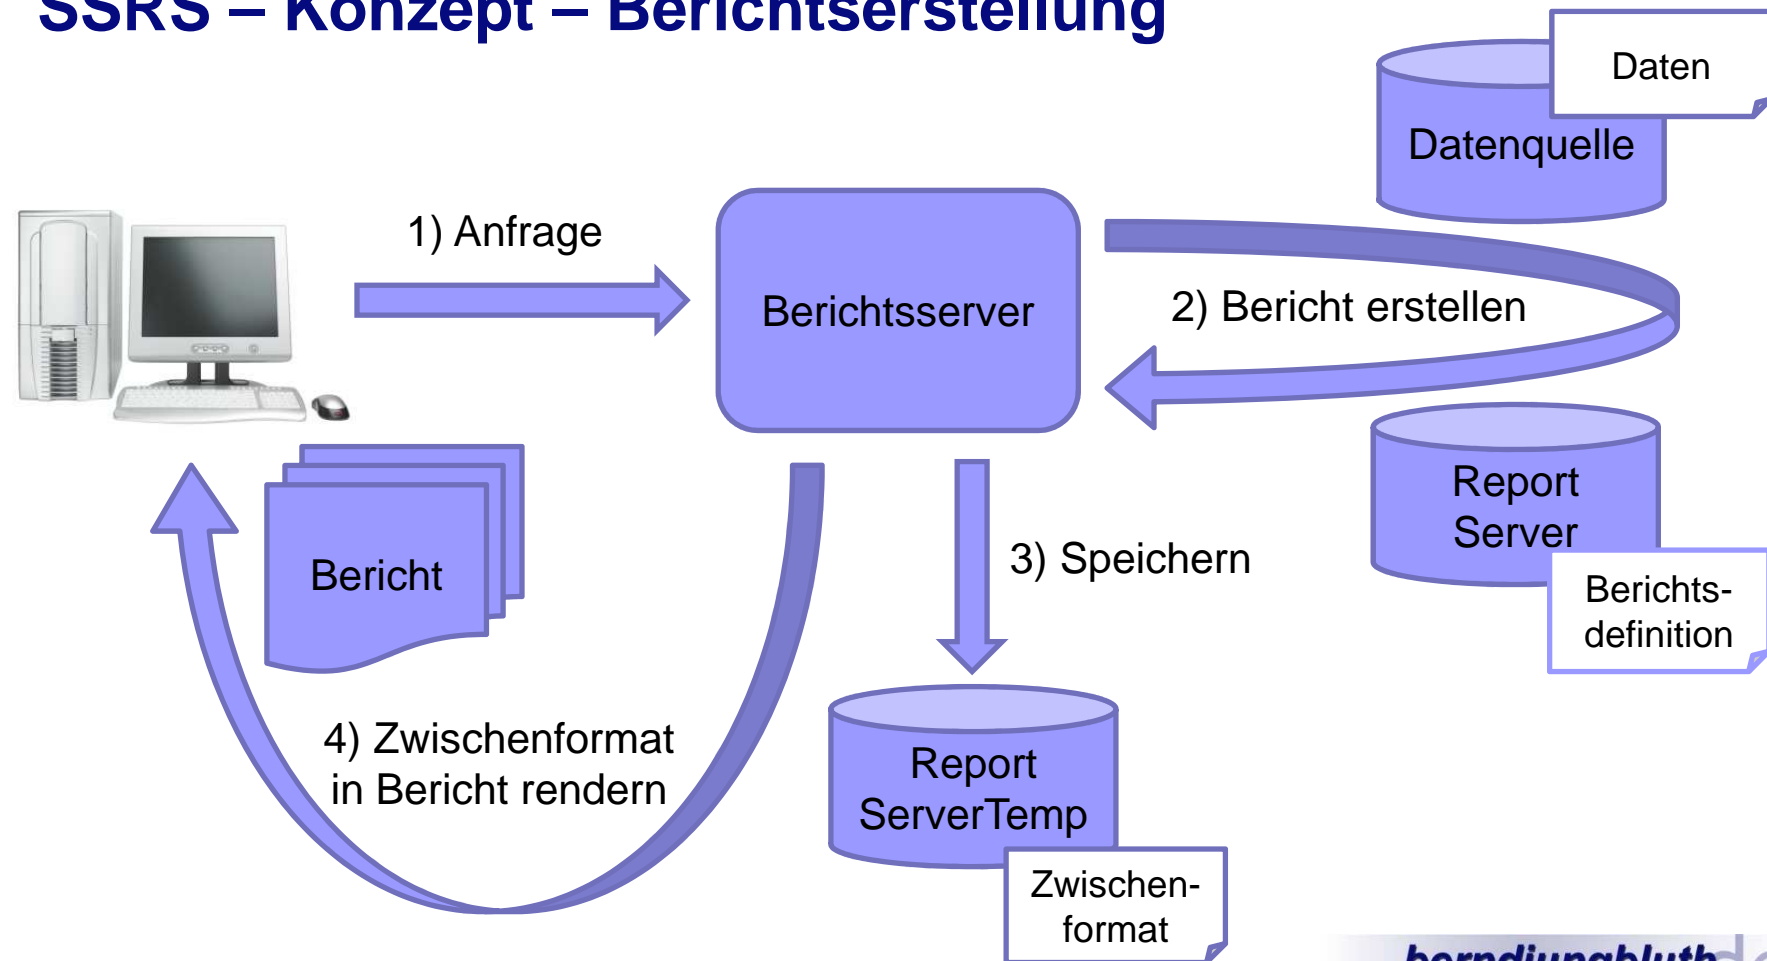 SSRS – Konzept – Berichtserstellung
Daten
Datenquelle
1) Anfrage
Berichtsserver
2) Bericht erstellen
Report
Server
Berichts-
definition
Bericht
3) Speichern
4) Zwischenformat
in Bericht rendern
Report
ServerTemp
Zwischen-
format
berndjungbluth